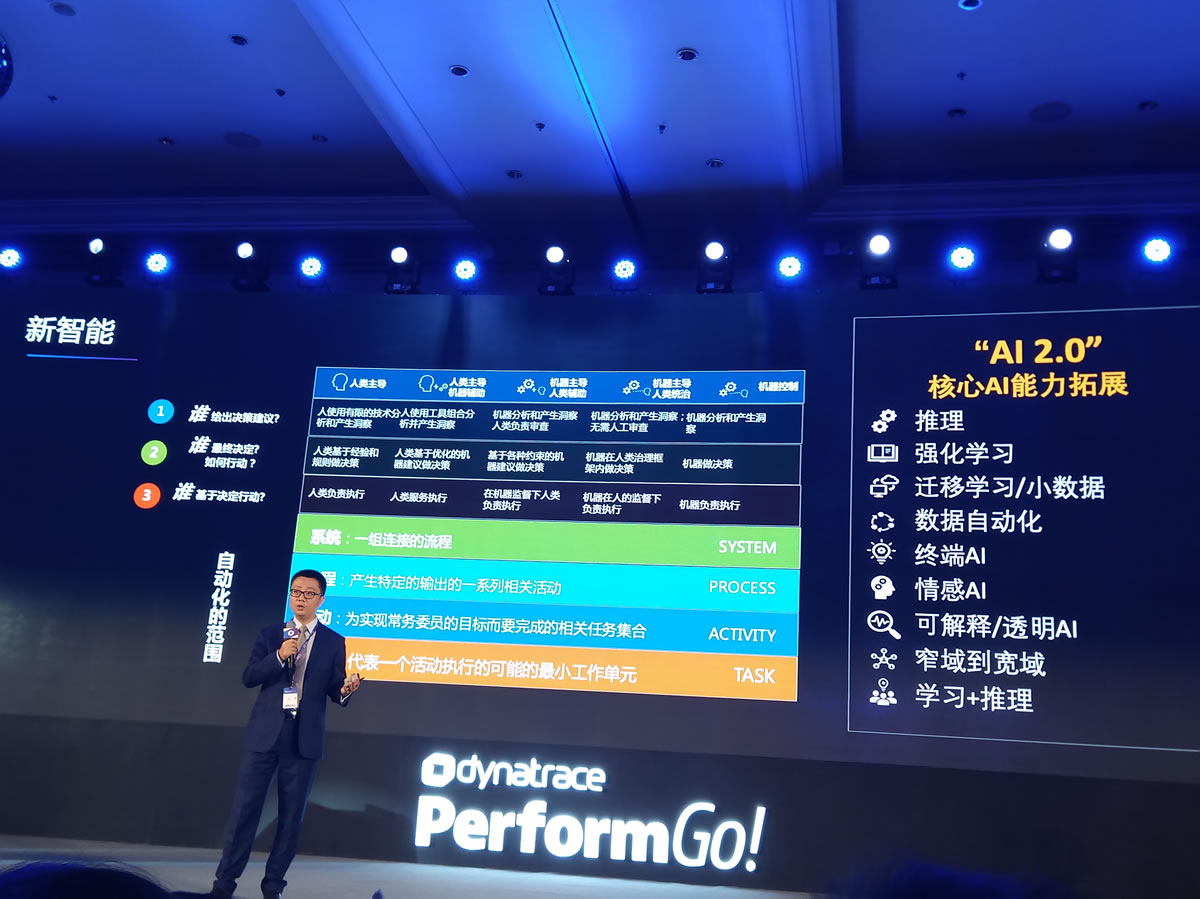 新智能
1
谁 给出决策建议?
2
谁 最终决定?
如何行动？
3
谁 基于决定行动?
自动化的范围
人类主导
人类主导
机器辅助
机器主导
人类辅助
机器主导
人类统治
机器控制
人使用有限的技术分
析和产生洞察
人使用工具组合分
析并产生洞察
机器分析和产生洞察
人类负责审查
机器分析和产生洞察；
无需人工审查
机器分析和产生洞
察
人类基于经验和
规则做决策
人类基于优化的机
器建议做决策
基于各种约束的机
器建议做决策
机器在人类治理框
架内做决策
机器做决策
人类负责执行
人类服务执行
在机器监督下人类
负责执行
机器在人的监督下
负责执行
机器负责执行
系统：一组连接的流程 SYSTEM
程：产生特定的输出的一系列相关活动 PROCESS
动：为实现常务委员的目标而要完成的相关任务集合 ACTIVITY
代表一个活动执行的可能的最小工作单元 TASK
“AI 2.0”
核心AI能力拓展
推理
强化学习
迁移学习/小数据
数据自动化
终端AI
情感AI
可解释/透明AI
窄域到宽域
学习+推理
dynatrace
PerformGo!